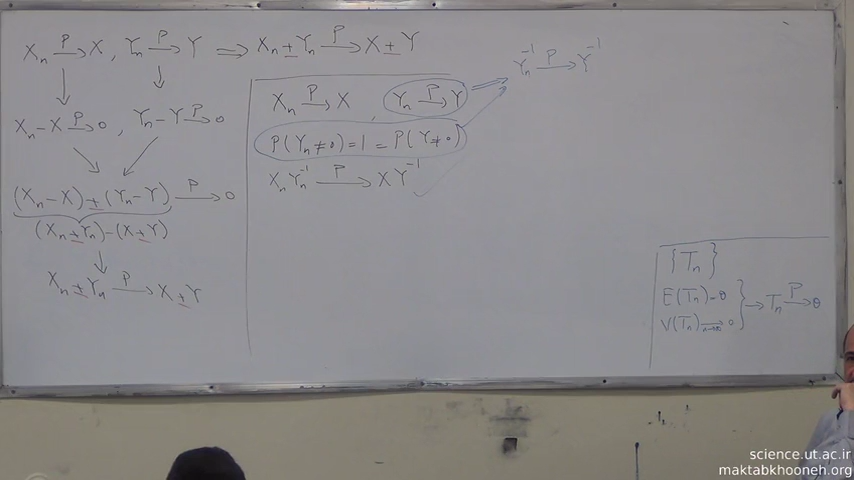 Xₙ →ᴾ X , Yₙ →ᴾ Y ⟹ Xₙ ± Yₙ →ᴾ X ± Y
Xₙ - X →ᴾ 0 , Yₙ - Y →ᴾ 0
(Xₙ - X) ± (Yₙ - Y) →ᴾ 0
(Xₙ ± Yₙ) - (X ± Y)
Xₙ ± Yₙ →ᴾ X ± Y
Xₙ →ᴾ X , Yₙ →ᴾ Y
P(Yₙ ≠ 0) = 1 = P(Y ≠ 0)
Xₙ Yₙ⁻¹ →ᴾ X Y⁻¹
Yₙ⁻¹ →ᴾ Y⁻¹
{Tₙ}
E(Tₙ) = θ
V(Tₙ) →ₙ→∞ 0
→ Tₙ →ᴾ θ
science.ut.ac.ir
maktabkhooneh.org